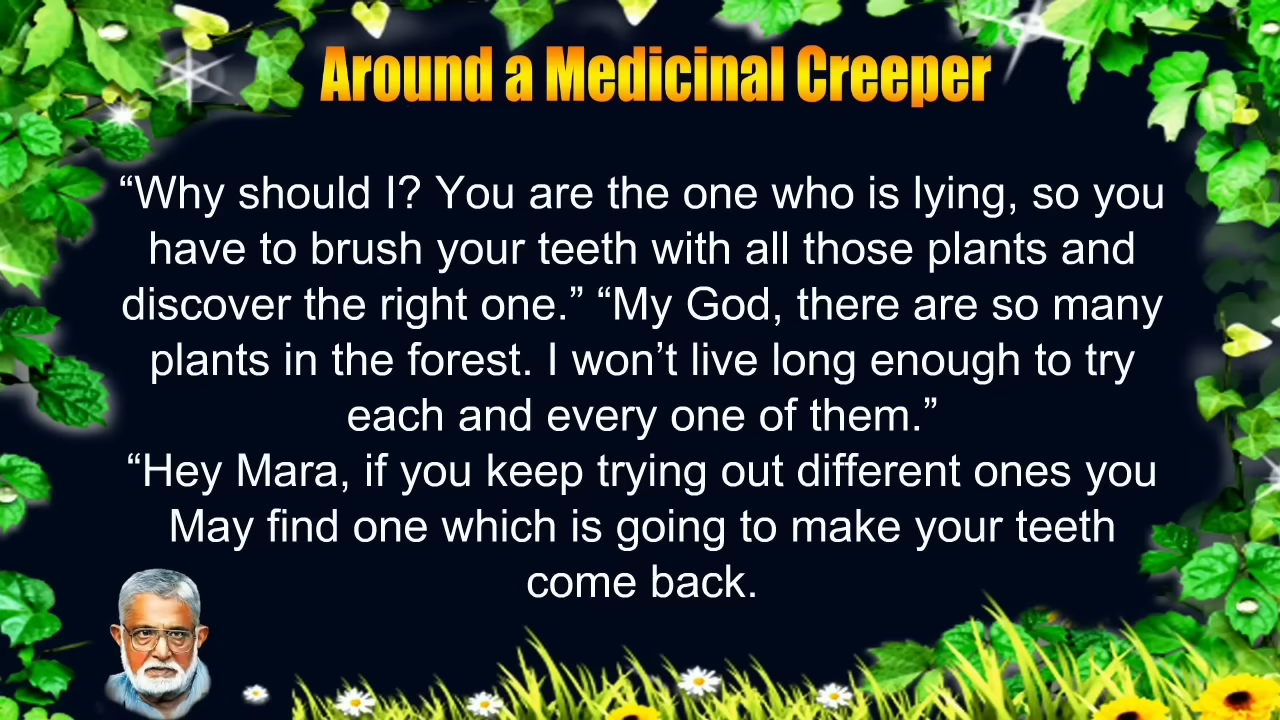 Around a Medicinal Creeper
“Why should I? You are the one who is lying, so you
have to brush your teeth with all those plants and
discover the right one.” “My God, there are so many
plants in the forest. I won’t live long enough to try
each and every one of them.”
“Hey Mara, if you keep trying out different ones you
May find one which is going to make your teeth
come back.